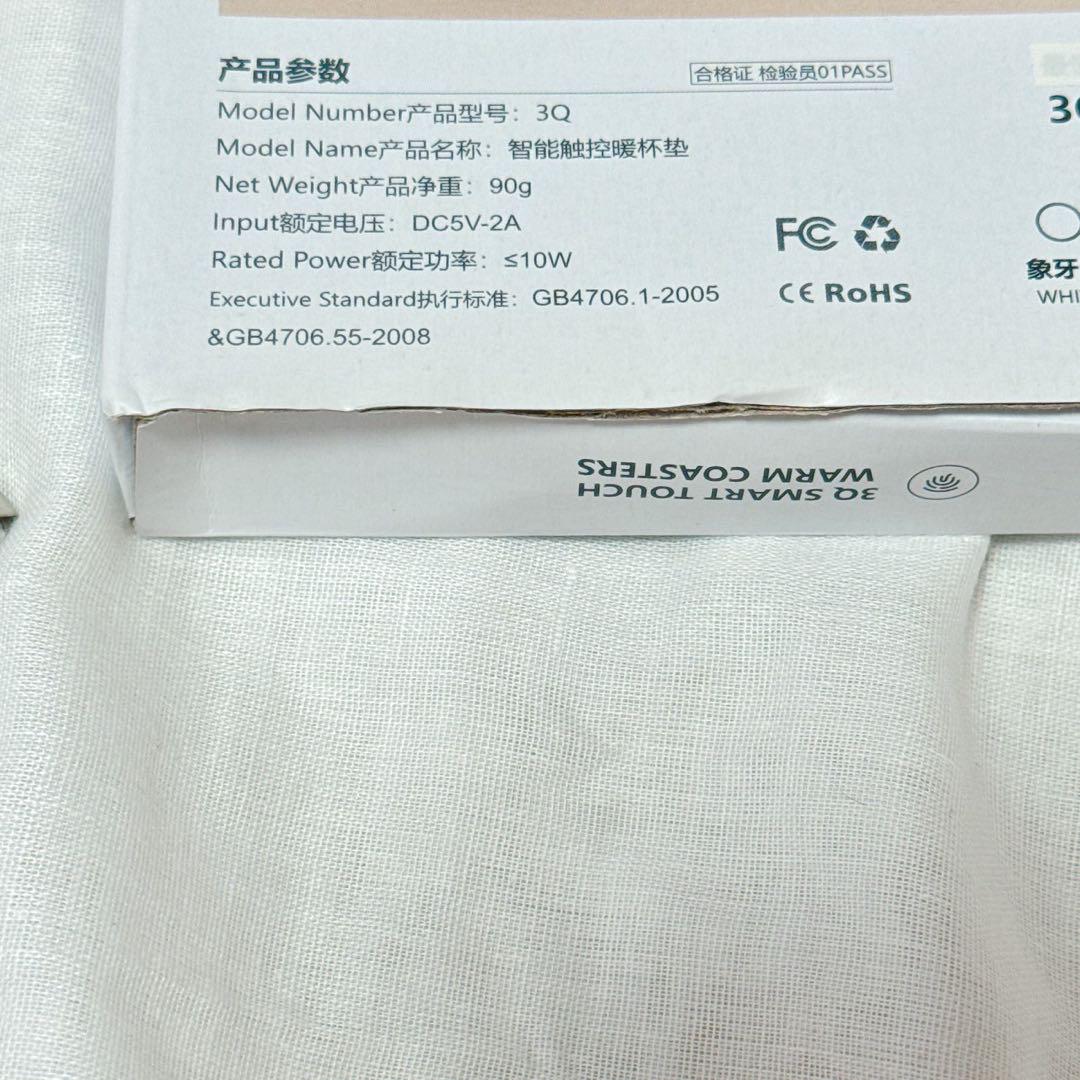 产品参数
合格证 检验员01PASS
Model Number产品型号：3Q
Model Name产品名称：智能触控暖杯垫
Net Weight产品净重：90g
Input额定电压：DC5V-2A
Rated Power额定功率：≤10W
Executive Standard执行标准：GB4706.1-2005
&GB4706.55-2008
FC
CE RoHS
象牙
3Q SMART TOUCH
WARM COASTERS